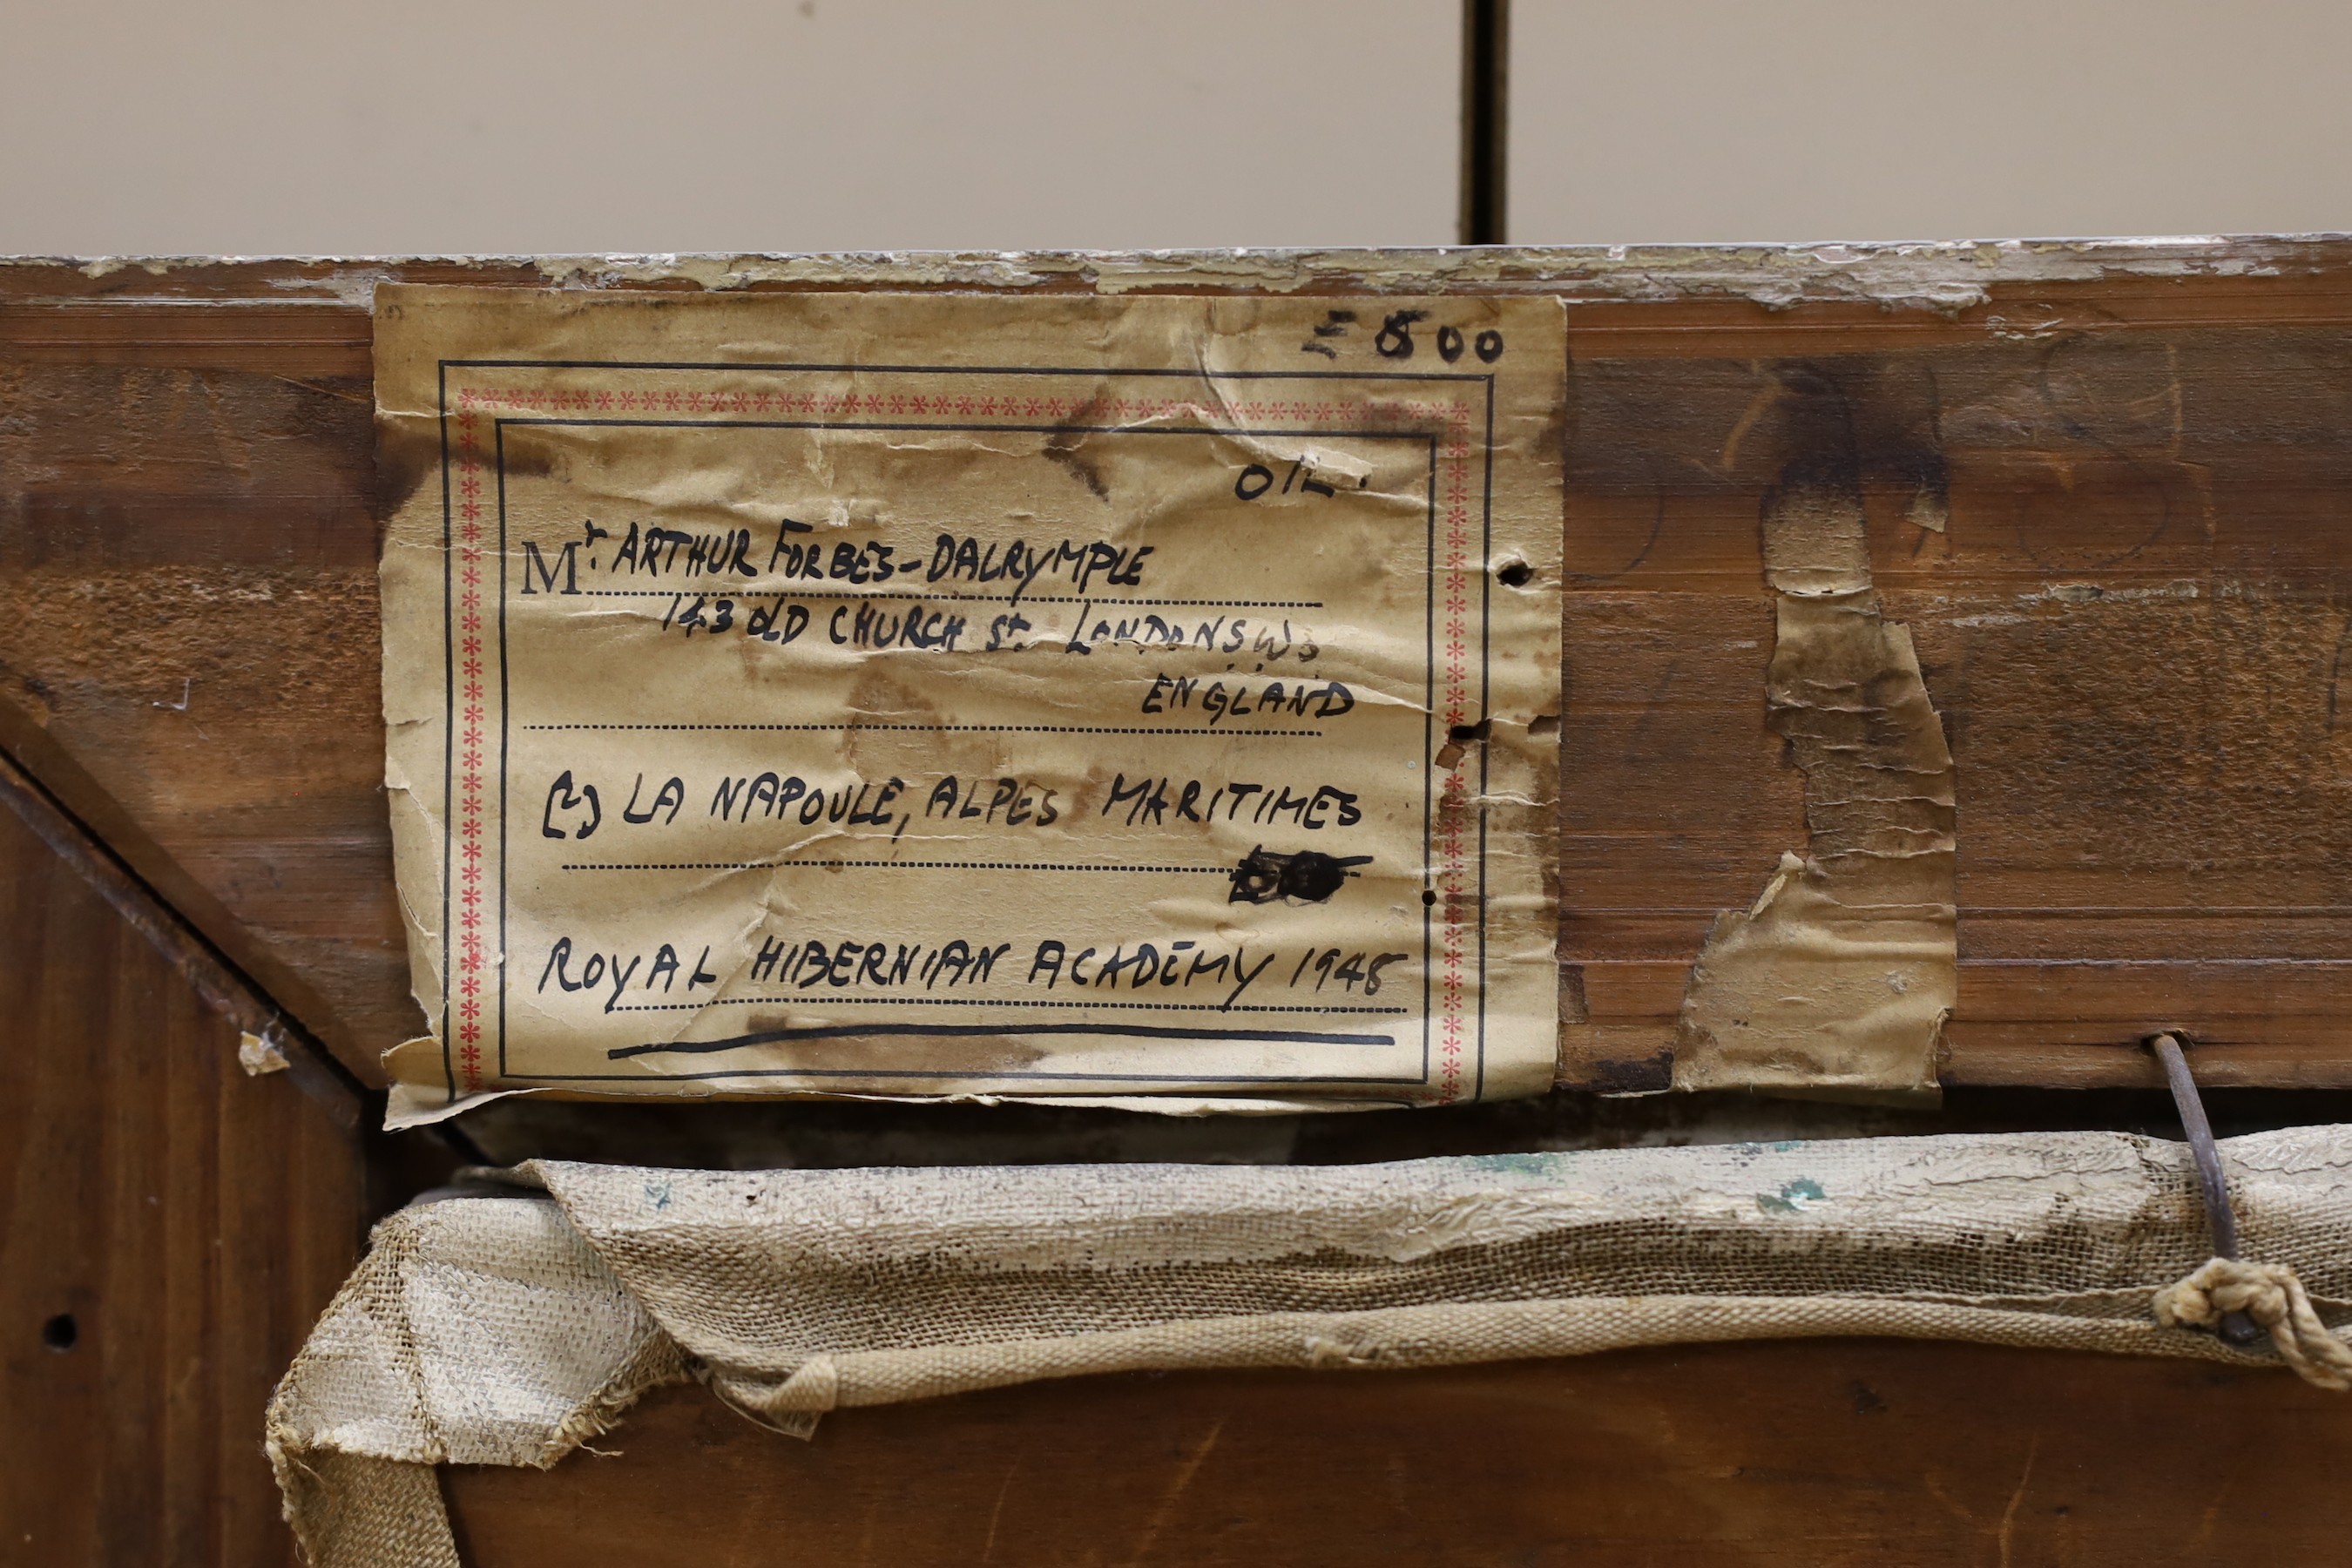 £ 800
OIL.
Mr. ARTHUR FORBES-DALRYMPLE
143 OLD CHURCH St. LONDON S.W.3
ENGLAND
(2) LA NAPOULE, ALPES MARITIMES
ROYAL HIBERNIAN ACADEMY 1948